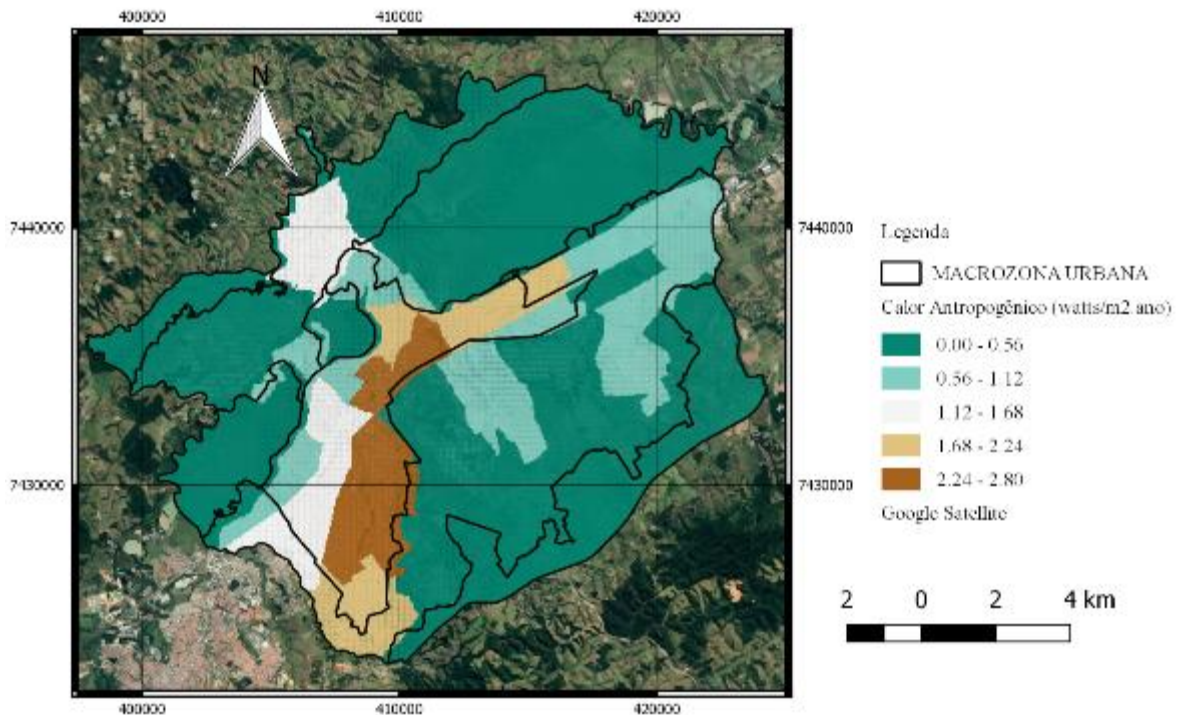 400000 410000 420000
N
7440000 7440000
7430000 7430000
400000 410000 420000
Legenda
MACROZONA URBANA
Calor Antropogênico (watts/m2 ano)
0.00 - 0.56
0.56 - 1.12
1.12 - 1.68
1.68 - 2.24
2.24 - 2.80
Google Satellite
2 0 2 4 km